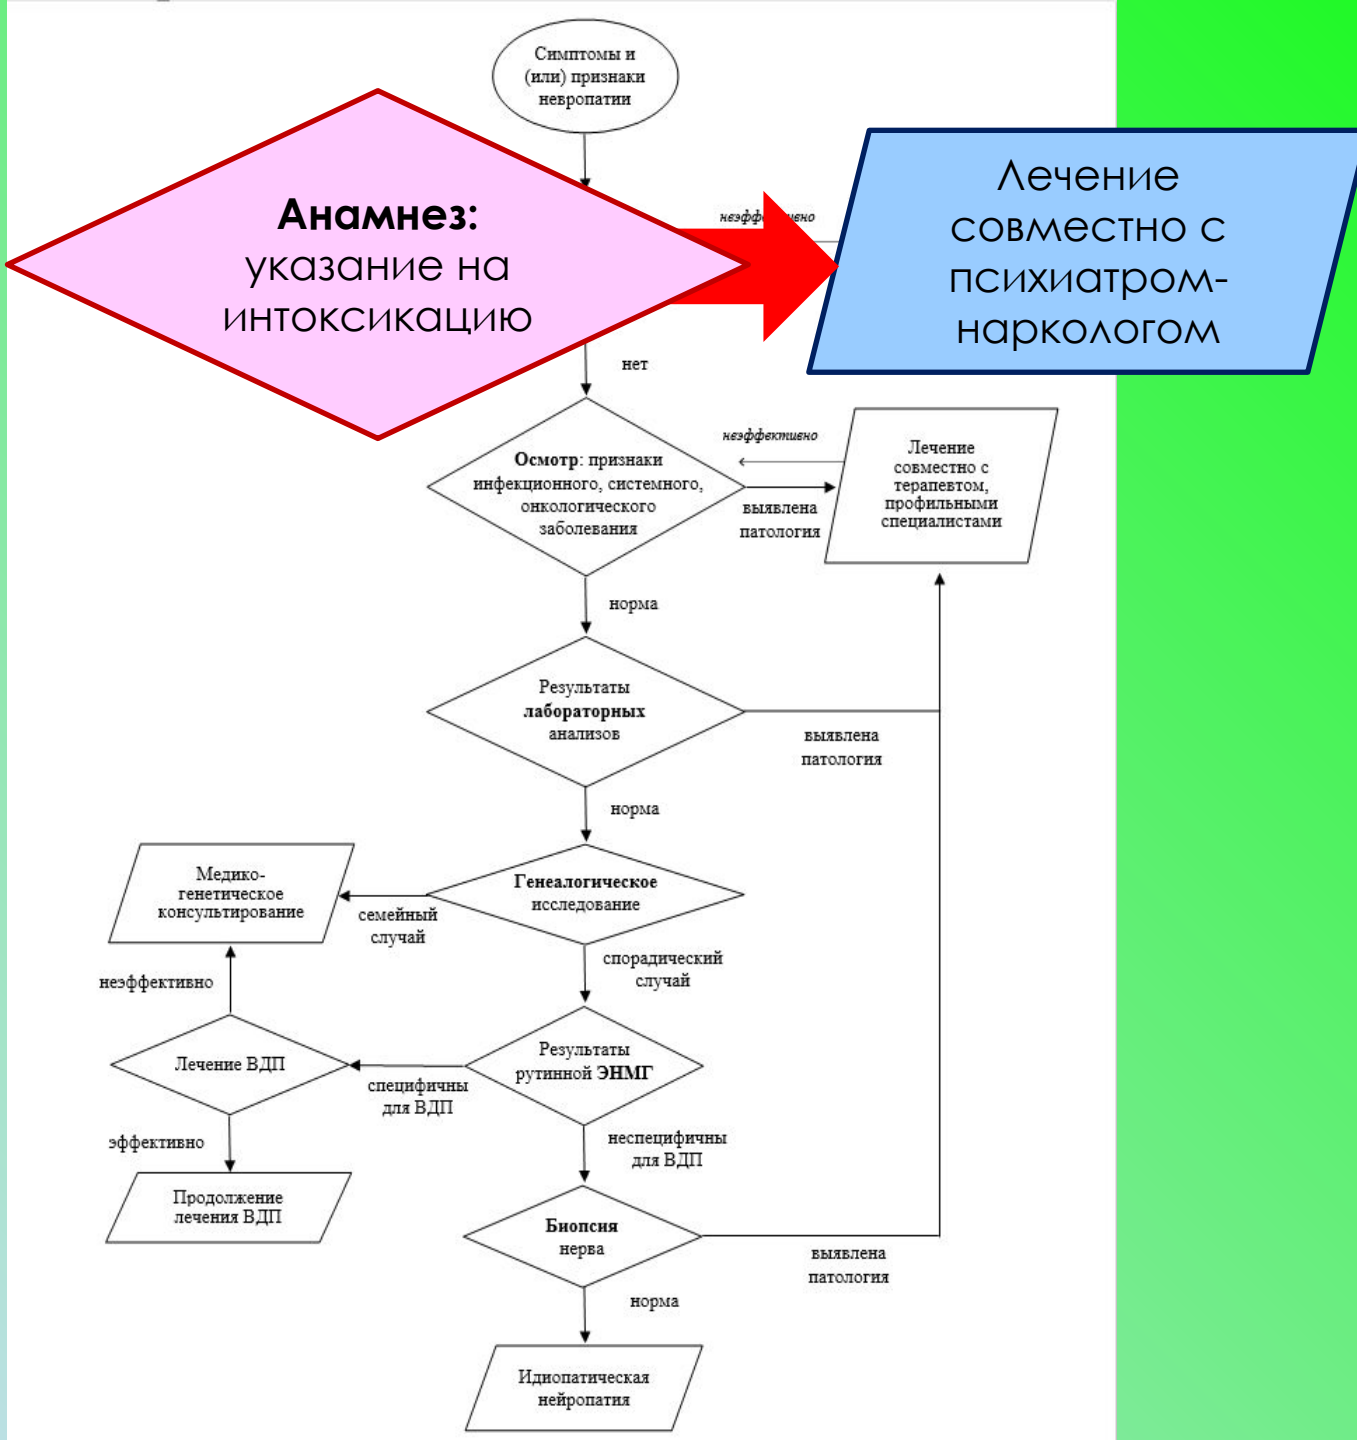 Симптомы и
(или) признаки
невропатии
Анамнез:
указание на
интоксикацию
неэффективно
Лечение
совместно с
психиатром-
наркологом
нет
Осмотр: признаки
инфекционного, системного,
онкологического
заболевания
неэффективно
выявлена
патология
Лечение
совместно с
терапевтом,
профильными
специалистами
норма
Результаты
лабораторных
анализов
выявлена
патология
норма
Медико-
генетическое
консультирование
семейный
случай
Генеалогическое
исследование
спорадический
случай
неэффективно
Лечение ВДП
специфичны
для ВДП
Результаты
рутинной ЭНМГ
эффективно
неспецифичны
для ВДП
Продолжение
лечения ВДП
Биопсия
нерва
выявлена
патология
норма
Идиопатическая
нейропатия